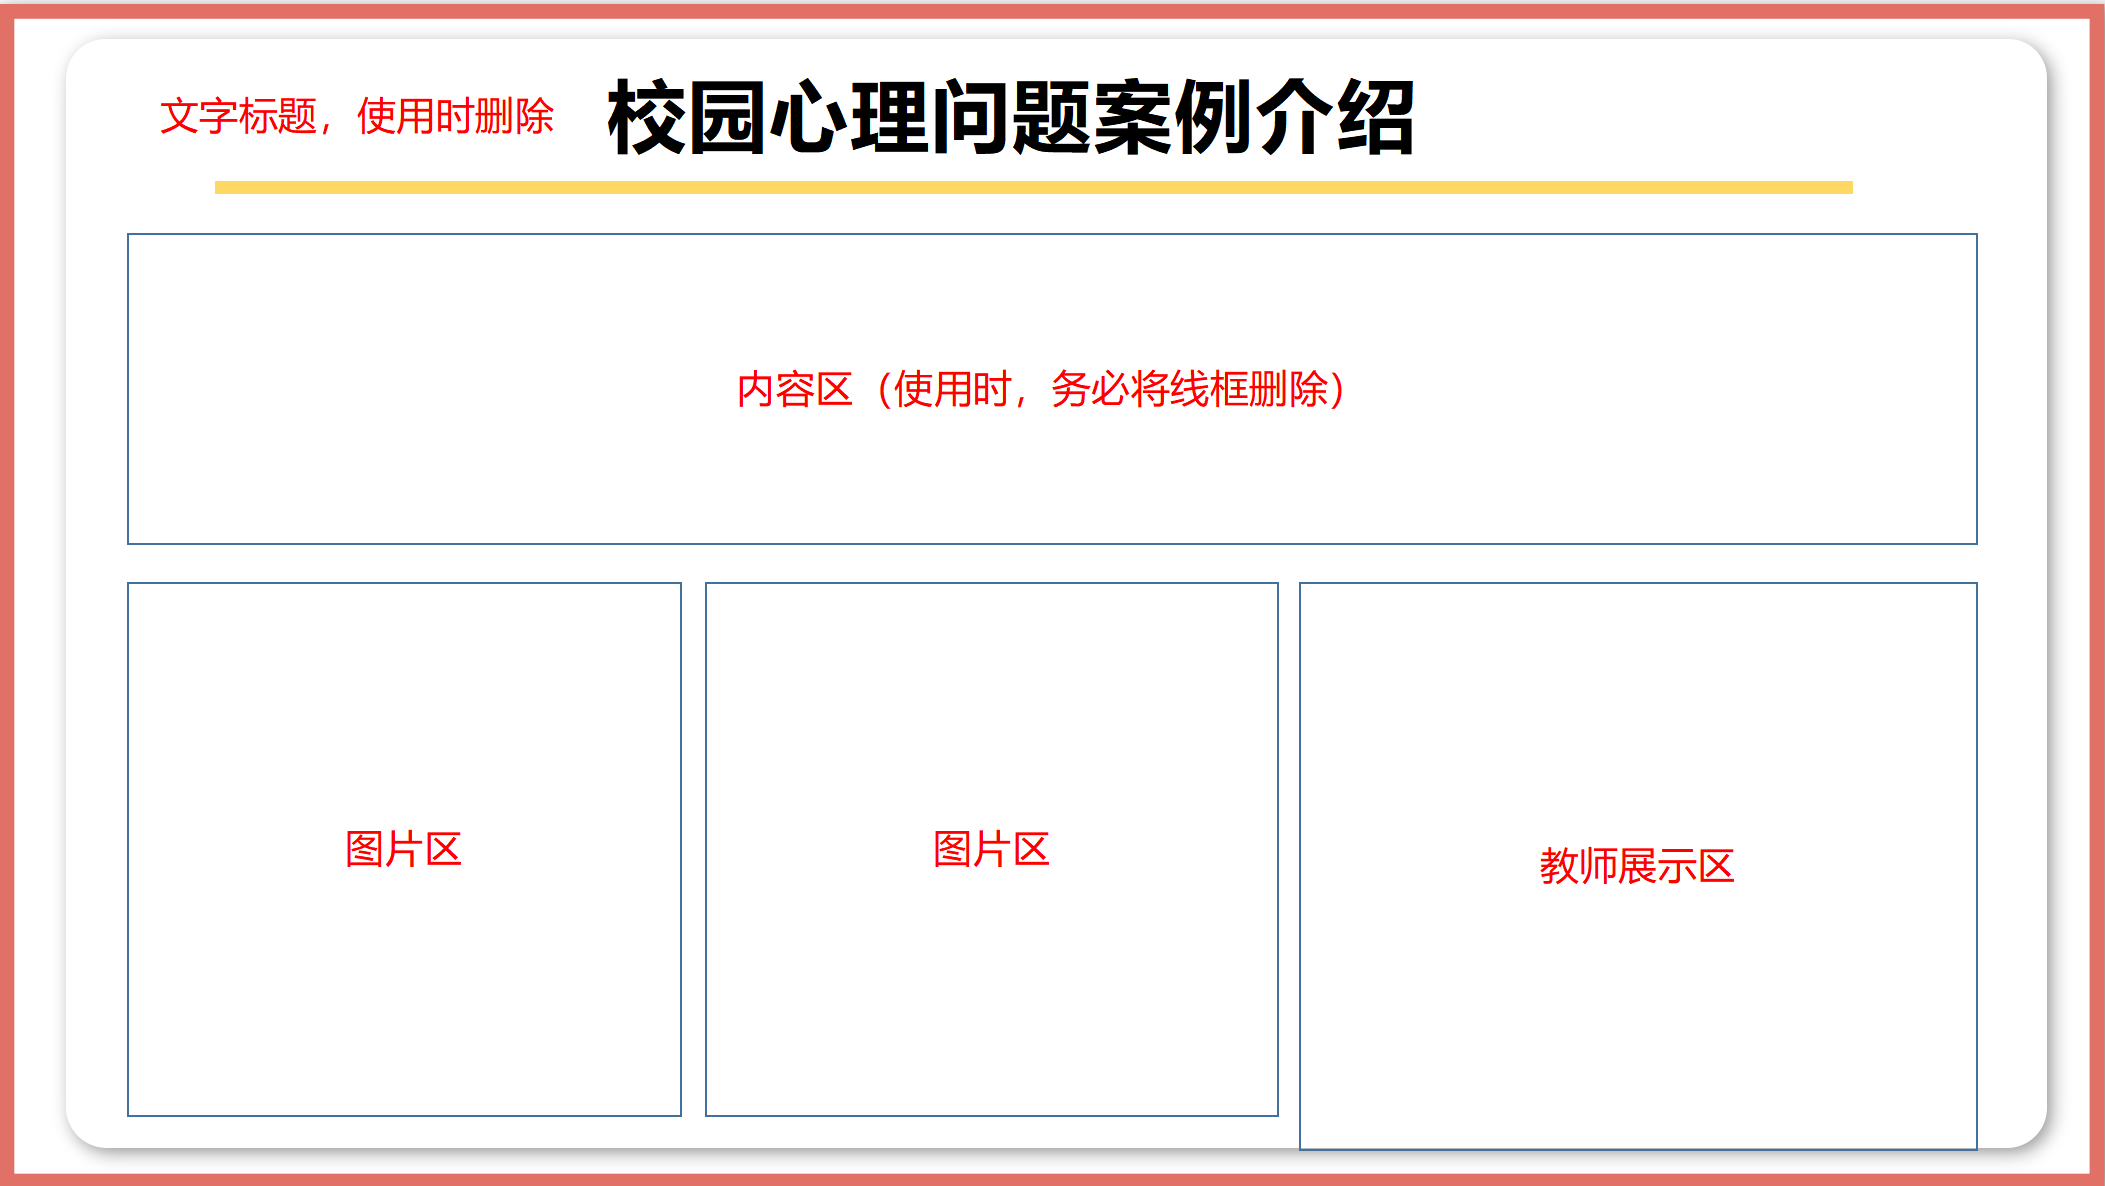 文字标题，使用时删除
校园心理问题案例介绍
内容区（使用时，务必将线框删除）
图片区
图片区
教师展示区